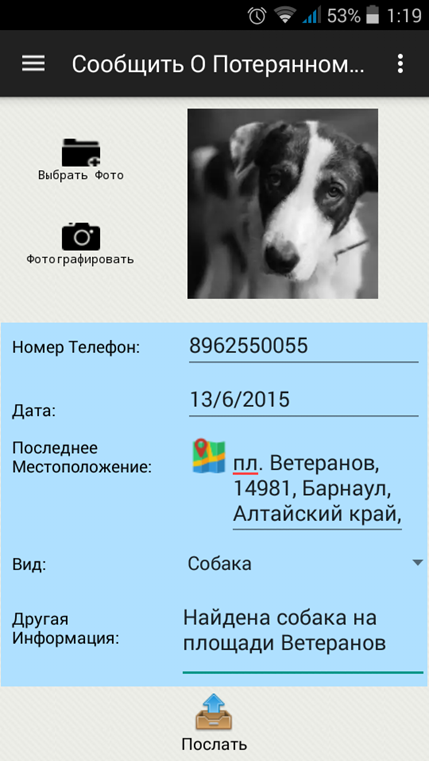 53% 1:19
Сообщить О Потерянном...
Выбрать Фото
Фотографировать
Номер Телефон: 8962550055
Дата: 13/6/2015
Последнее
Местоположение:
пл. Ветеранов,
14981, Барнаул,
Алтайский край,
Вид: Собака
Другая
Информация:
Найдена собака на
площади Ветеранов
Послать